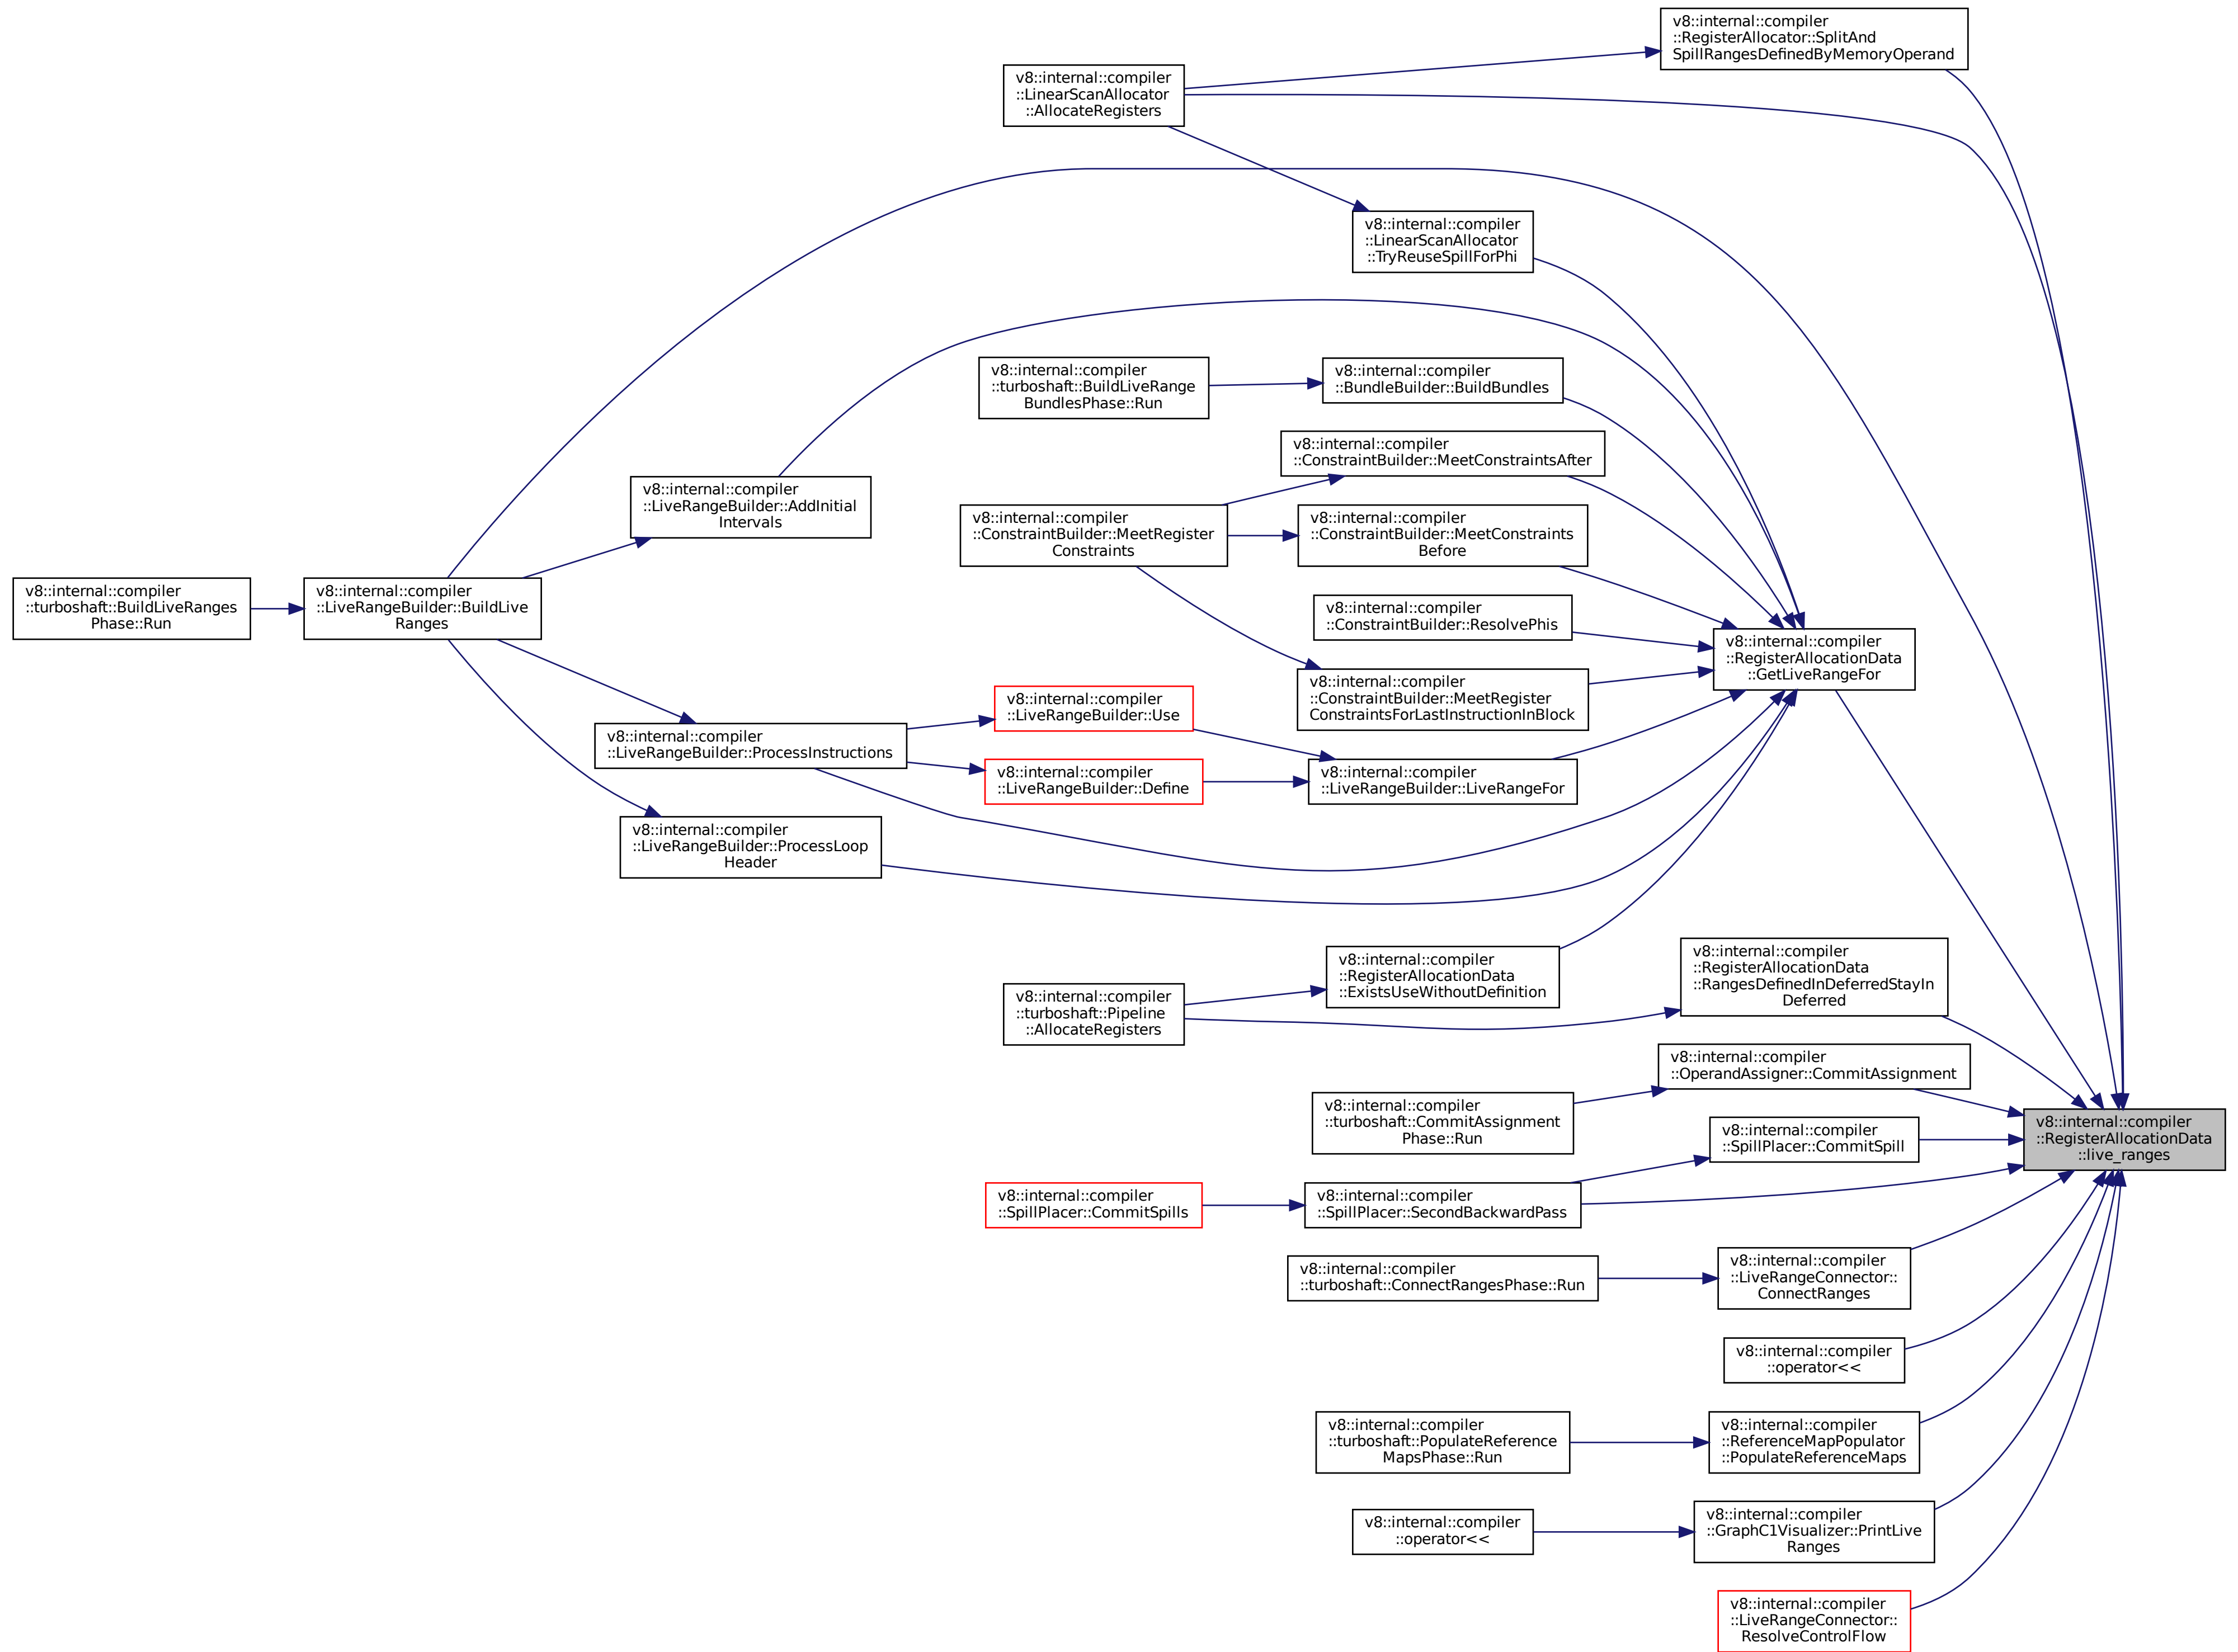 v8::internal::compiler
::RegisterAllocator::SplitAnd
SpillRangesDefinedByMemoryOperand
v8::internal::compiler
::LinearScanAllocator
::AllocateRegisters
v8::internal::compiler
::LinearScanAllocator
::TryReuseSpillForPhi
v8::internal::compiler
::turboshaft::BuildLiveRange
BundlesPhase::Run
v8::internal::compiler
::BundleBuilder::BuildBundles
v8::internal::compiler
::ConstraintBuilder::MeetConstraintsAfter
v8::internal::compiler
::LiveRangeBuilder::AddInitial
Intervals
v8::internal::compiler
::ConstraintBuilder::MeetRegister
Constraints
v8::internal::compiler
::ConstraintBuilder::MeetConstraints
Before
v8::internal::compiler
::turboshaft::BuildLiveRanges
Phase::Run
v8::internal::compiler
::LiveRangeBuilder::BuildLive
Ranges
v8::internal::compiler
::ConstraintBuilder::ResolvePhis
v8::internal::compiler
::RegisterAllocationData
::GetLiveRangeFor
v8::internal::compiler
::ConstraintBuilder::MeetRegister
ConstraintsForLastInstructionInBlock
v8::internal::compiler
::LiveRangeBuilder::Use
v8::internal::compiler
::LiveRangeBuilder::ProcessInstructions
v8::internal::compiler
::LiveRangeBuilder::Define
v8::internal::compiler
::LiveRangeBuilder::LiveRangeFor
v8::internal::compiler
::LiveRangeBuilder::ProcessLoop
Header
v8::internal::compiler
::RegisterAllocationData
::RangesDefinedInDeferredStayIn
Deferred
v8::internal::compiler
::RegisterAllocationData
::ExistsUseWithoutDefinition
v8::internal::compiler
::turboshaft::Pipeline
::AllocateRegisters
v8::internal::compiler
::OperandAssigner::CommitAssignment
v8::internal::compiler
::turboshaft::CommitAssignment
Phase::Run
v8::internal::compiler
::RegisterAllocationData
::live_ranges
v8::internal::compiler
::SpillPlacer::CommitSpill
v8::internal::compiler
::SpillPlacer::CommitSpills
v8::internal::compiler
::SpillPlacer::SecondBackwardPass
v8::internal::compiler
::turboshaft::ConnectRangesPhase::Run
v8::internal::compiler
::LiveRangeConnector::
ConnectRanges
v8::internal::compiler
::operator<<
v8::internal::compiler
::turboshaft::PopulateReference
MapsPhase::Run
v8::internal::compiler
::ReferenceMapPopulator
::PopulateReferenceMaps
v8::internal::compiler
::operator<<
v8::internal::compiler
::GraphC1Visualizer::PrintLive
Ranges
v8::internal::compiler
::LiveRangeConnector::
ResolveControlFlow